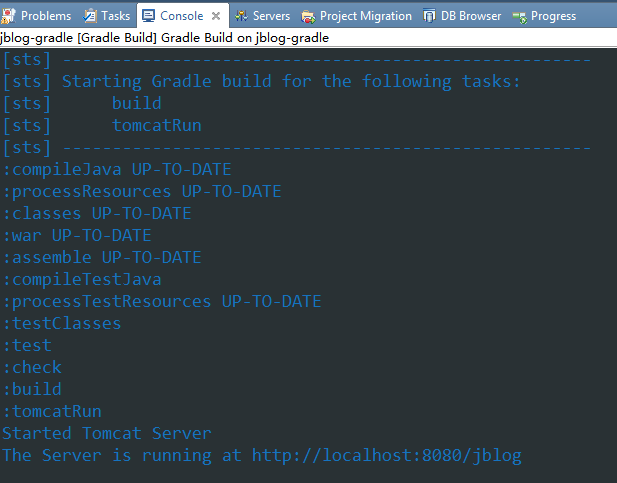 Problems Tasks Console Servers Project Migration DB Browser Progress
jblog-gradle [Gradle Build] Gradle Build on jblog-gradle
[sts] -----------------------------------------------------
[sts] Starting Gradle build for the following tasks:
[sts]      build
[sts]      tomcatRun
[sts] -----------------------------------------------------
:compileJava UP-TO-DATE
:processResources UP-TO-DATE
:classes UP-TO-DATE
:war UP-TO-DATE
:assemble UP-TO-DATE
:compileTestJava
:processTestResources UP-TO-DATE
:testClasses
:test
:check
:build
:tomcatRun
Started Tomcat Server
The Server is running at http://localhost:8080/jblog